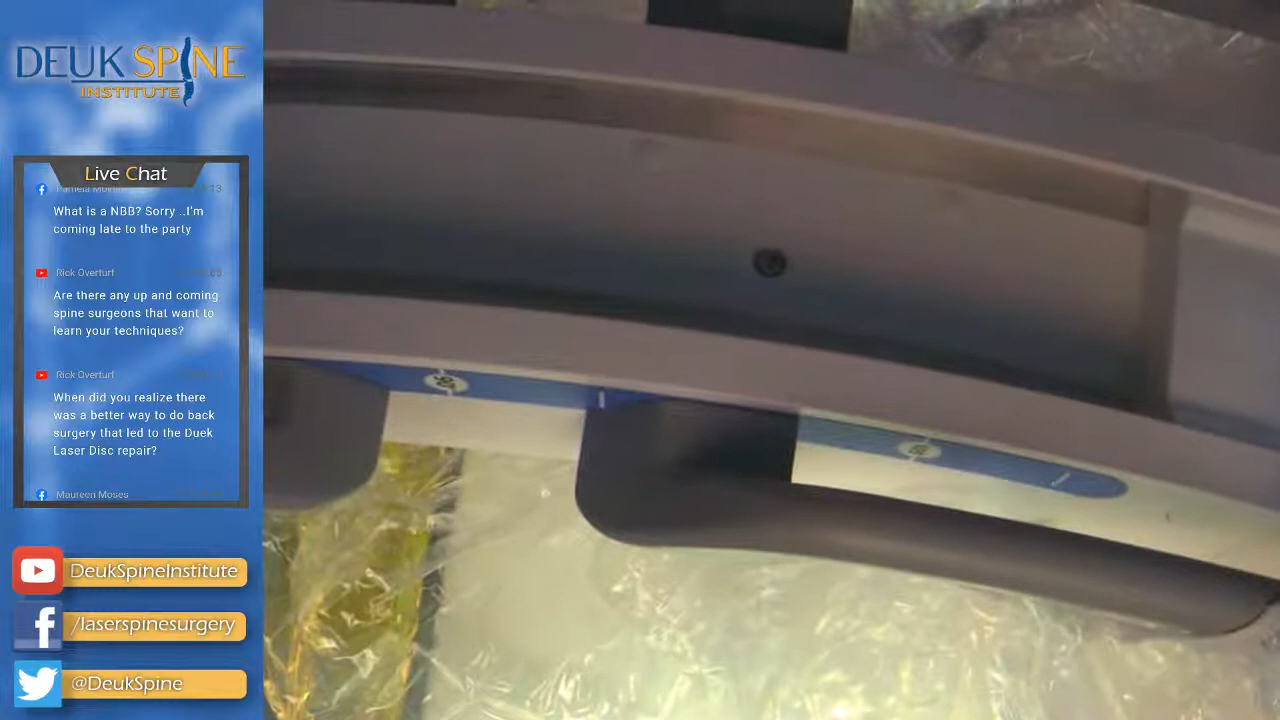 DEUK SPINE
INSTITUTE
Live Chat
What is a NBB? Sorry ..I'm
coming late to the party
Rick Overturf
Are there any up and coming
spine surgeons that want to
learn your techniques?
Rick Overturf
When did you realize there
was a better way to do back
surgery that led to the Duek
Laser Disc repair?
Maureen Moses
DeukSpineInstitute
/laserspinesurgery
@DeukSpine